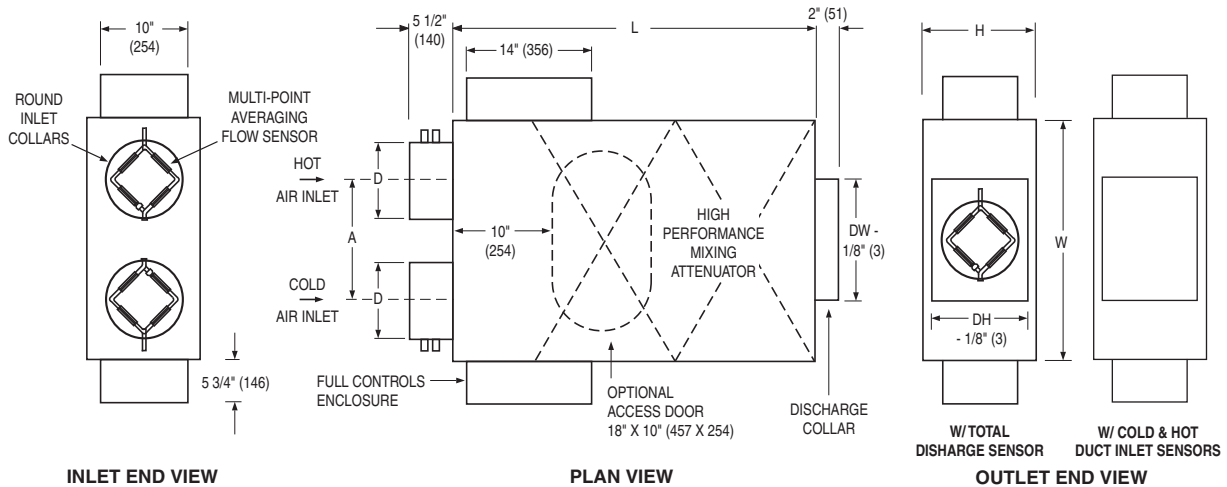 10"
(254)
ROUND
INLET
COLLARS
MULTI-POINT
AVERAGING
FLOW SENSOR
5 3/4" (146)
INLET END VIEW
5 1/2"
(140)
L
2" (51)
14" (356)
HOT
AIR INLET
D
A
10"
(254)
HIGH
PERFORMANCE
MIXING
ATTENUATOR
DW -
1/8" (3)
COLD
AIR INLET
D
FULL CONTROLS
ENCLOSURE
OPTIONAL
ACCESS DOOR
18" X 10" (457 X 254)
DISCHARGE
COLLAR
PLAN VIEW
H
W
DH
- 1/8" (3)
W/ TOTAL
DISHARGE SENSOR
W/ COLD & HOT
DUCT INLET SENSORS
OUTLET END VIEW